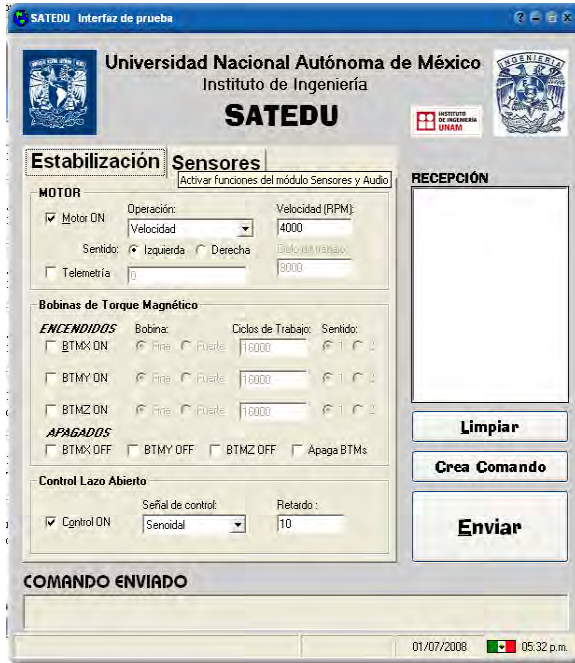 SATEDU Interfaz de prueba
Universidad Nacional Autónoma de México
Instituto de Ingeniería
SATEDU
INSTITUTO
DE INGENIERÍA
UNAM
INGENIERIA
Estabilización Sensores
Activar funciones del módulo Sensores y Audio
RECEPCIÓN
MOTOR
Motor ON
Operación:
Velocidad
Velocidad (RPM):
4000
Sentido: Izquierda Derecha
Ciclo de trabajo:
8000
Telemetría 0
Bobinas de Torque Magnético
ENCENDIDOS Bobina: Ciclos de Trabajo: Sentido:
BTMX ON Fine Fuerte 16000 1 2
BTMY ON Fine Fuerte 16000 1 2
BTMZ ON Fine Fuerte 16000 1 2
APAGADOS
BTMX OFF BTMY OFF BTMZ OFF Apaga BTMs
Control Lazo Abierto
Señal de control: Retardo :
Control ON Senoidal 10
Limpiar
Crea Comando
Enviar
COMANDO ENVIADO
01/07/2008 05:32 p.m.